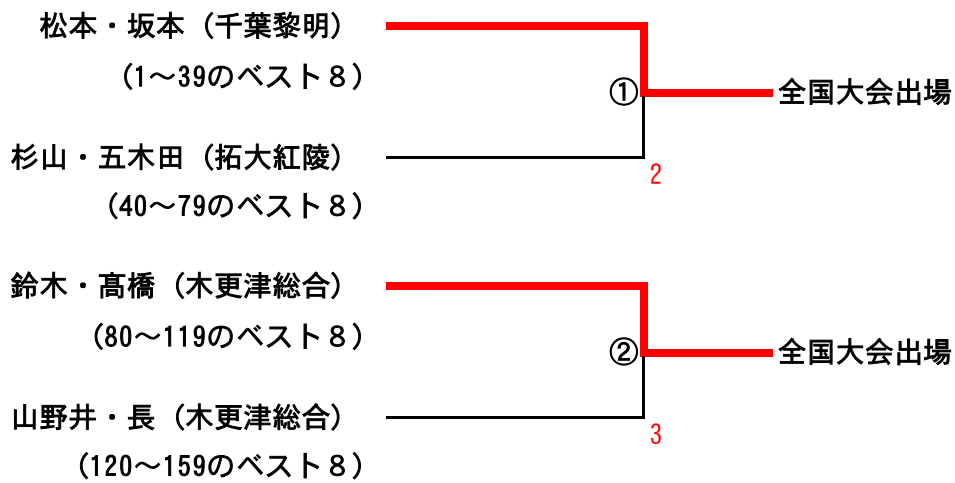 松本・坂本（千葉黎明）
（1～39のベスト８）
① 全国大会出場
杉山・五木田（拓大紅陵）
2
（40～79のベスト８）
鈴木・髙橋（木更津総合）
（80～119のベスト８）
② 全国大会出場
山野井・長（木更津総合）
3
（120～159のベスト８）